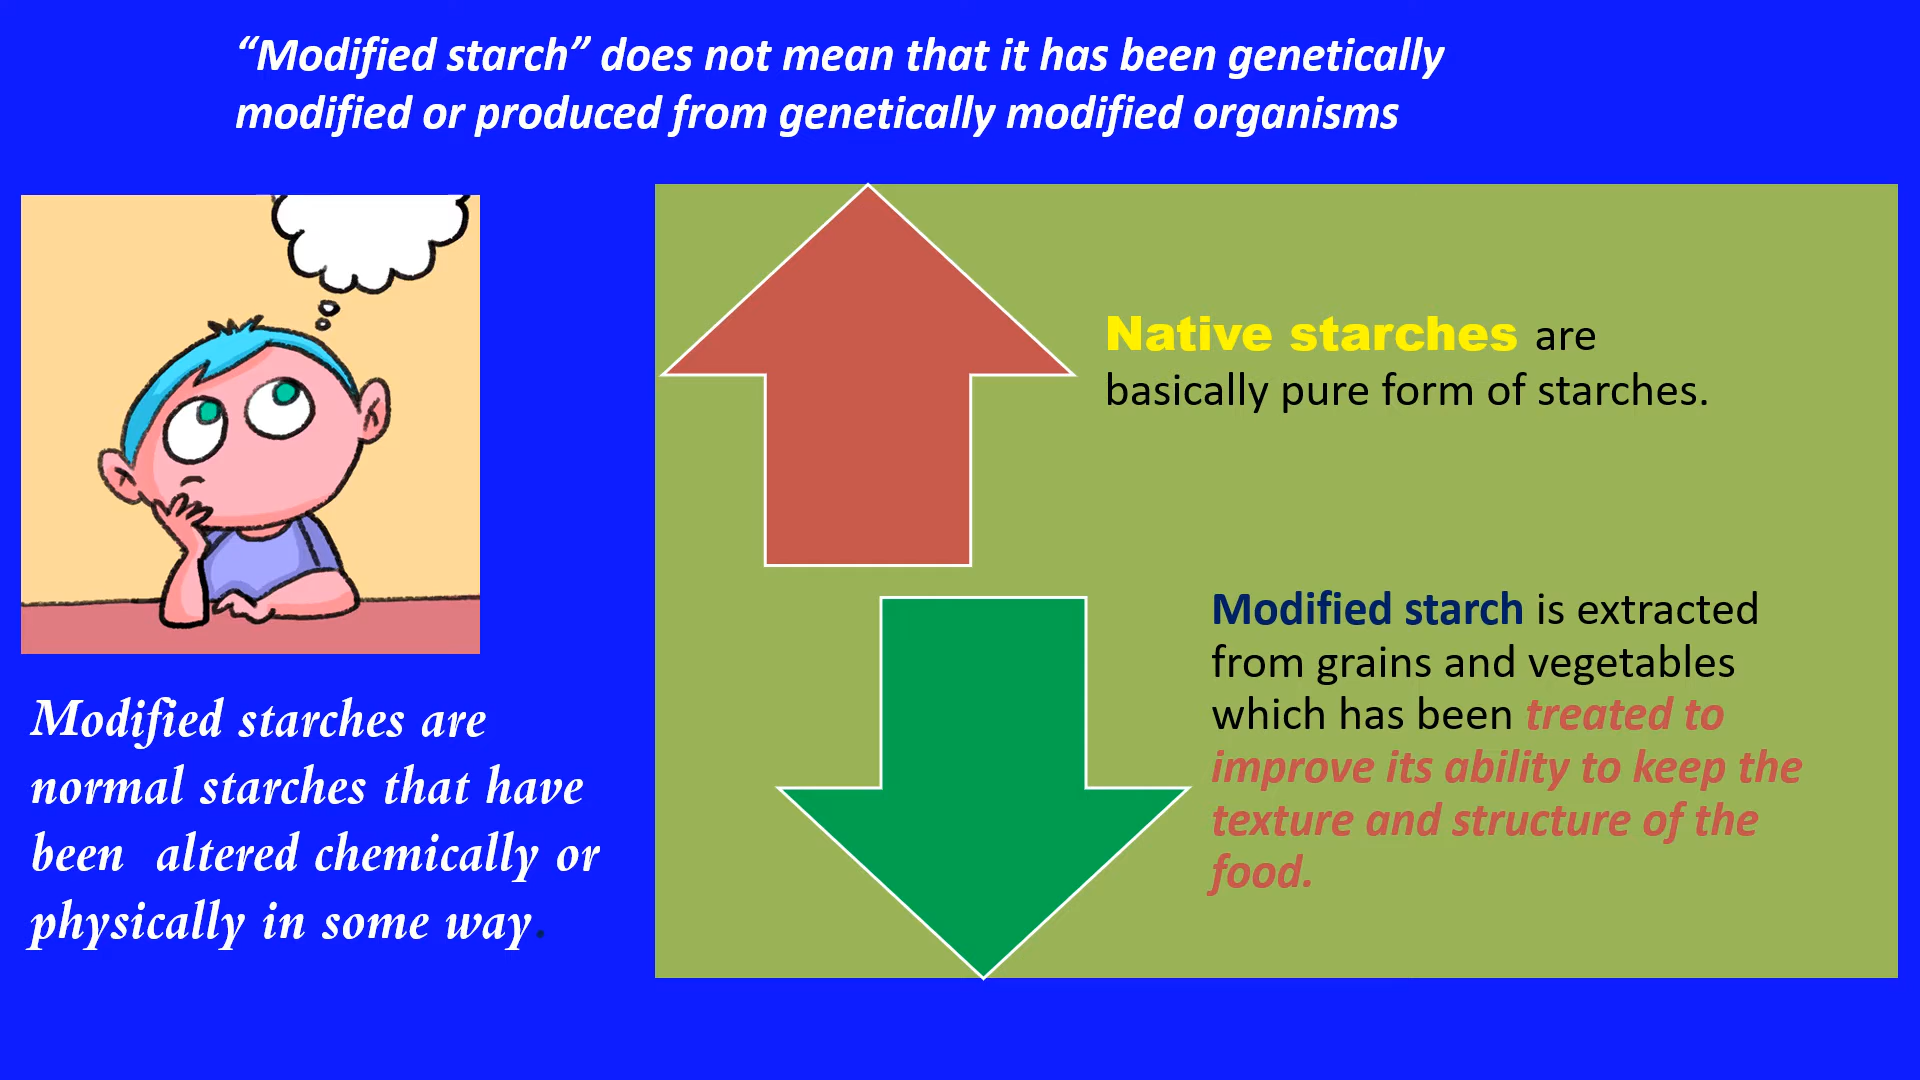 “Modified starch” does not mean that it has been genetically
modified or produced from genetically modified organisms
Modified starches are
normal starches that have
been  altered chemically or
physically in some way.
Native starches are
basically pure form of starches.
Modified starch is extracted
from grains and vegetables
which has been treated to
improve its ability to keep the
texture and structure of the
food.